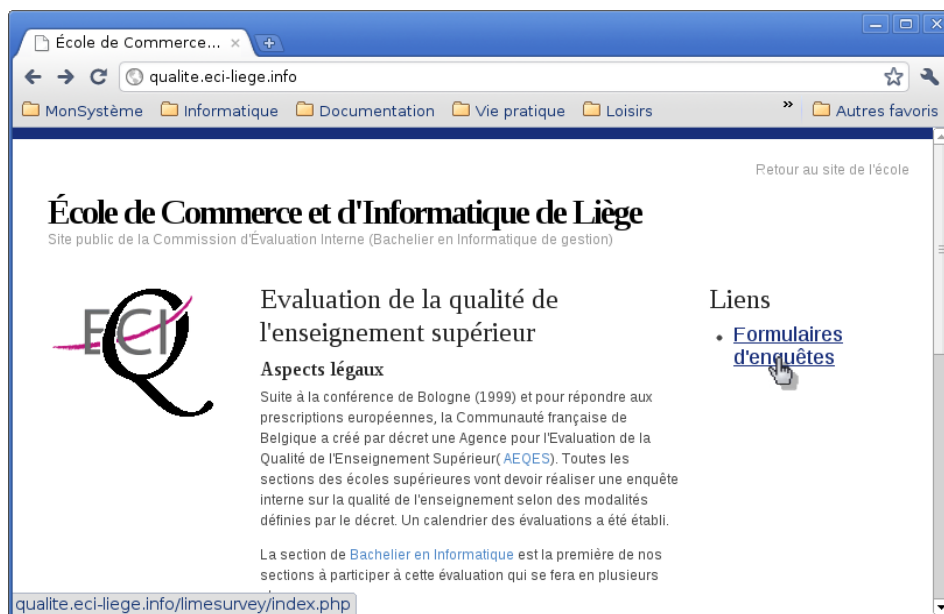 École de Commerce...
qualite.eci-liege.info
MonSystème Informatique Documentation Vie pratique Loisirs » Autres favoris
Retour au site de l'école
École de Commerce et d'Informatique de Liège
Site public de la Commission d'Évaluation Interne (Bachelier en Informatique de gestion)
ECI Q
Evaluation de la qualité de
l'enseignement supérieur
Aspects légaux
Suite à la conférence de Bologne (1999) et pour répondre aux
prescriptions européennes, la Communauté française de
Belgique a créé par décret une Agence pour l'Evaluation de la
Qualité de l'Enseignement Supérieur( AEQES). Toutes les
sections des écoles supérieures vont devoir réaliser une enquête
interne sur la qualité de l'enseignement selon des modalités
définies par le décret. Un calendrier des évaluations a été établi.
La section de Bachelier en Informatique est la première de nos
sections à participer à cette évaluation qui se fera en plusieurs
Liens
• Formulaires
d'enquêtes
qualite.eci-liege.info/limesurvey/index.php